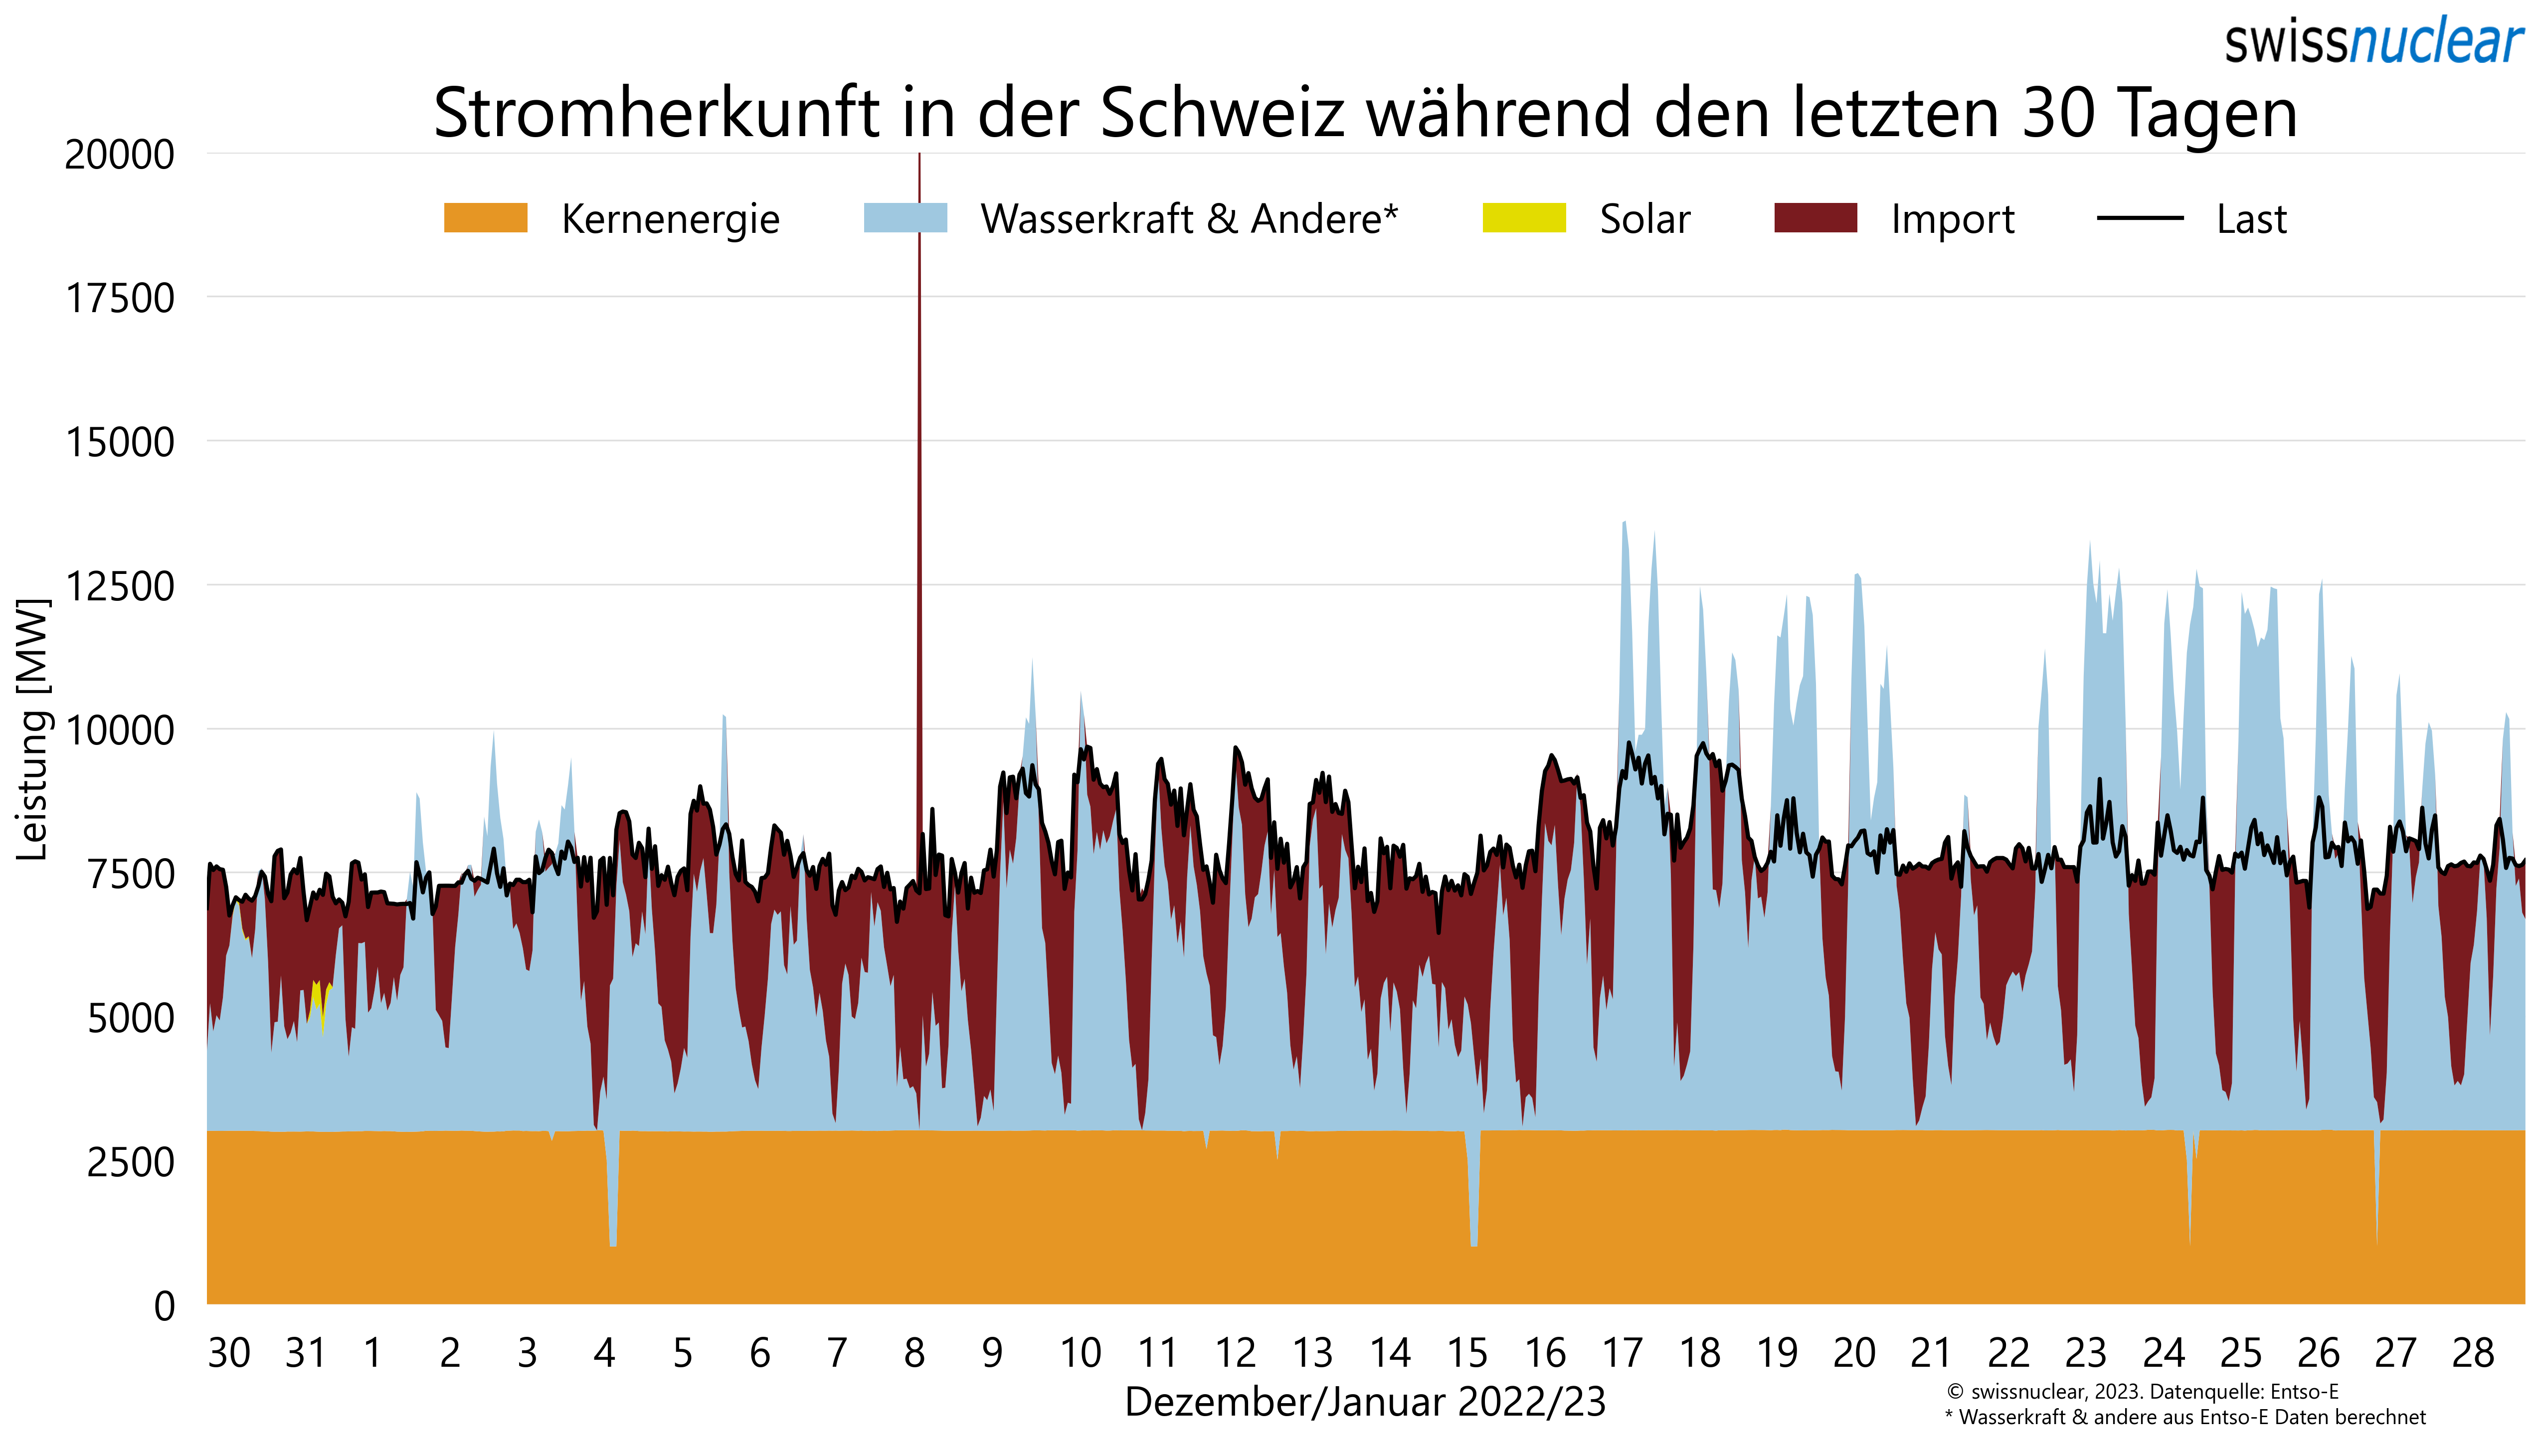 swissnuclear
Stromherkunft in der Schweiz während den letzten 30 Tagen
20000
17500
15000
12500
10000
7500
5000
2500
0
Leistung [MW]
Kernenergie Wasserkraft & Andere* Solar Import Last
30 31 1 2 3 4 5 6 7 8 9 10 11 12 13 14 15 16 17 18 19 20 21 22 23 24 25 26 27 28
Dezember/Januar 2022/23
© swissnuclear, 2023. Datenquelle: Entso-E
* Wasserkraft & andere aus Entso-E Daten berechnet